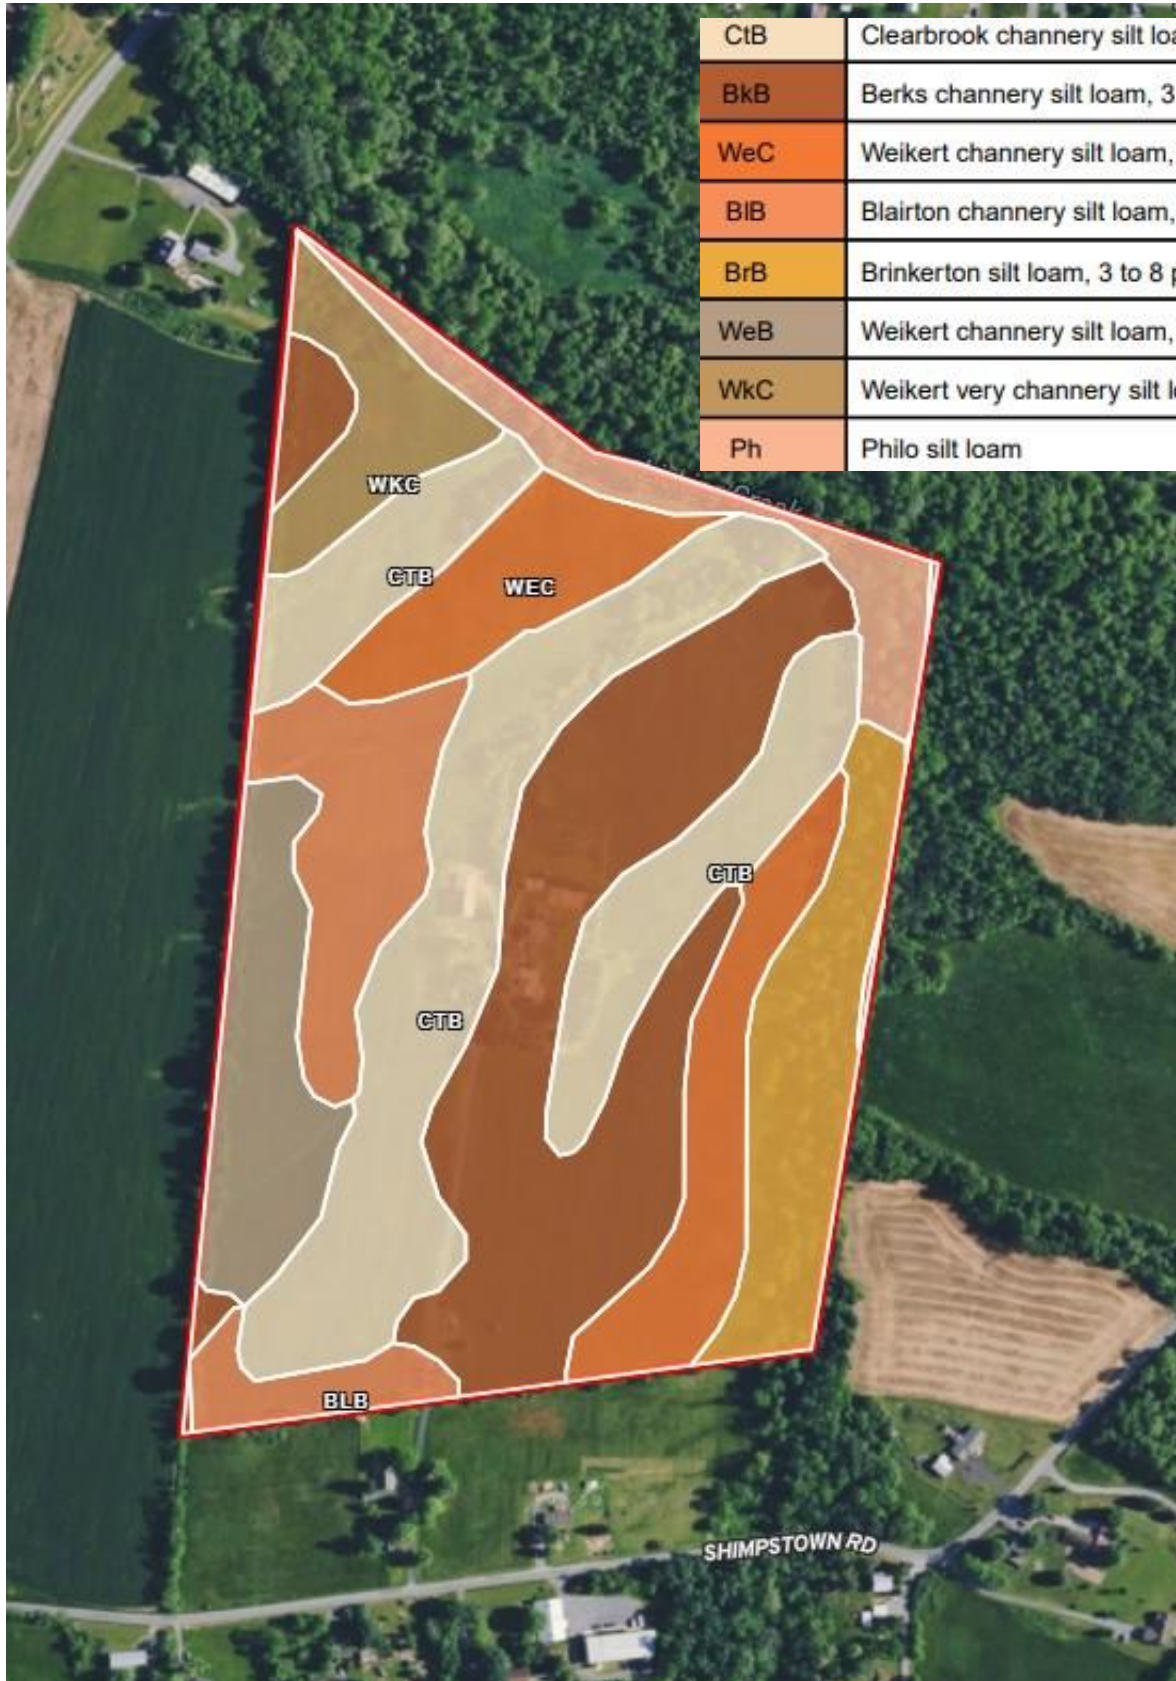 CtB Clearbrook channery silt loa
BkB Berks channery silt loam, 3
WeC Weikert channery silt loam,
BlB Blairton channery silt loam,
BrB Brinkerton silt loam, 3 to 8 p
WeB Weikert channery silt loam,
WkC Weikert very channery silt l
Ph Philo silt loam
Creek
WKC
CTB
WEC
CTB
CTB
BLB
SHIMPSTOWN RD